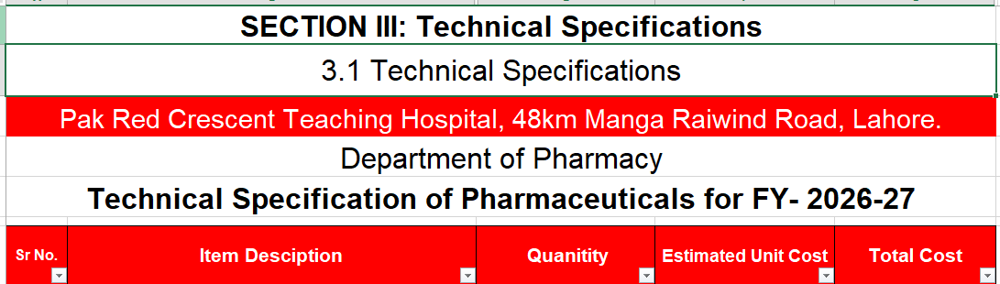 SECTION III: Technical Specifications
3.1 Technical Specifications
Pak Red Crescent Teaching Hospital, 48km Manga Raiwind Road, Lahore.
Department of Pharmacy
Technical Specification of Pharmaceuticals for FY- 2026-27
Sr No. Item Desciption Quanitity Estimated Unit Cost Total Cost